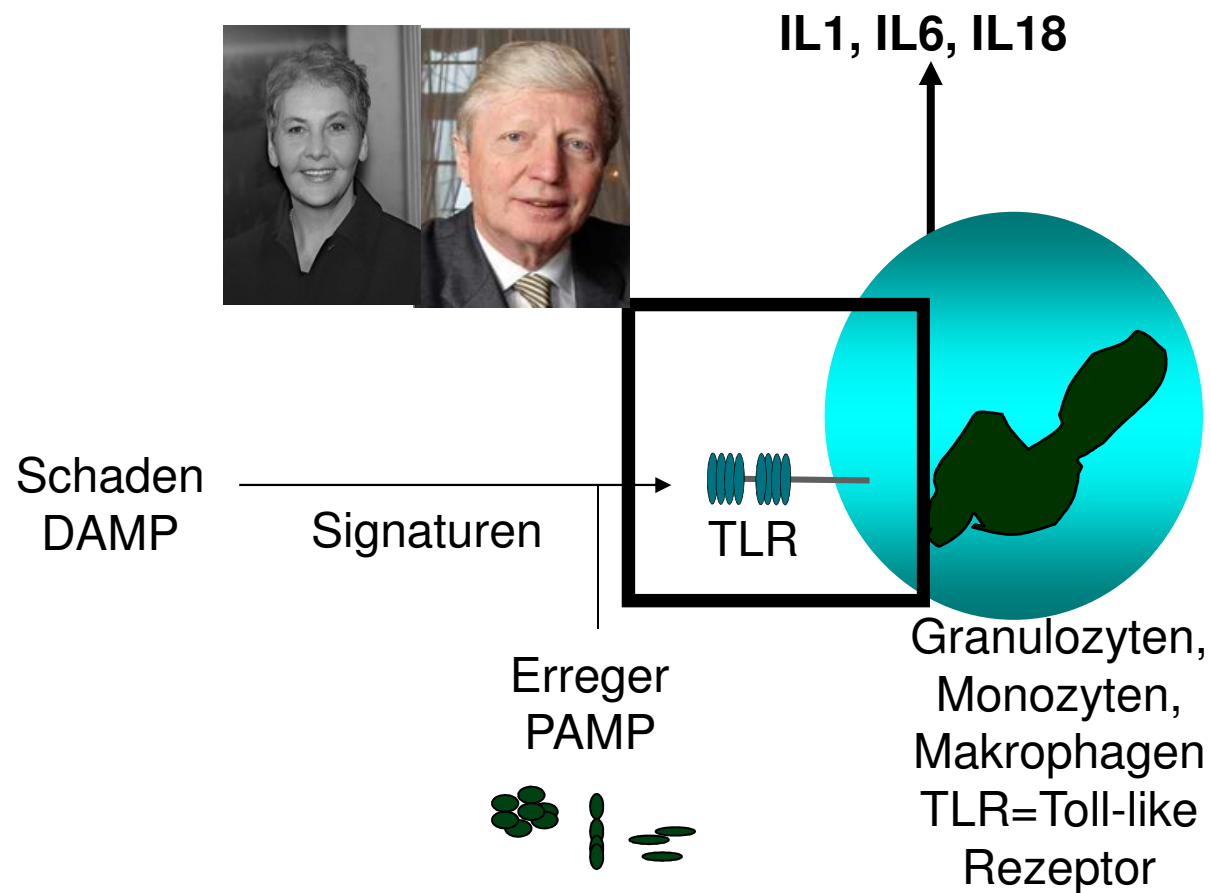 IL1, IL6, IL18
Schaden
DAMP
Signaturen
TLR
Erreger
PAMP
Granulozyten,
Monozyten,
Makrophagen
TLR=Toll-like
Rezeptor